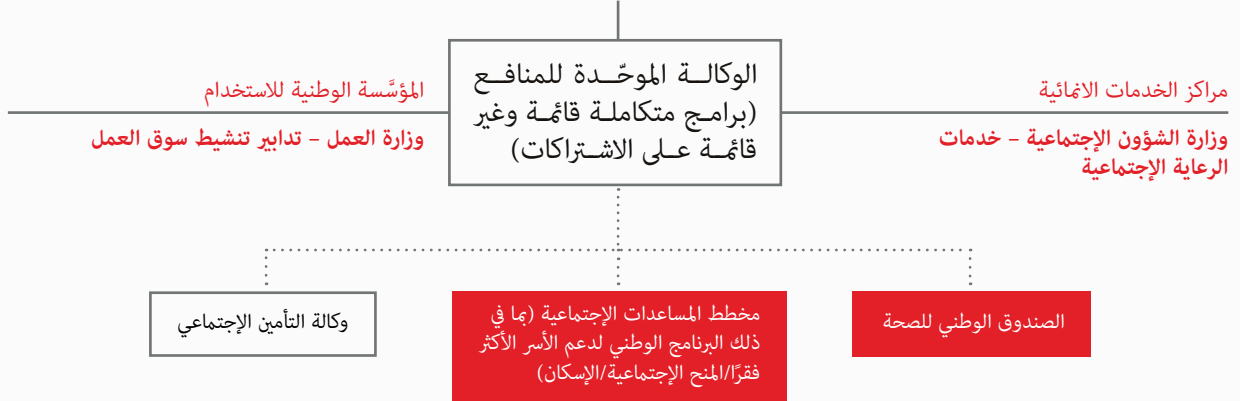 الوكالة الموحّدة للمنافع
(برامج متكاملة قائمة وغير
قائمة على الاشتراكات)
مراكز الخدمات الانمائية
وزارة الشؤون الإجتماعية – خدمات
الرعاية الإجتماعية
المؤسَّسة الوطنية للاستخدام
وزارة العمل – تدابير تنشيط سوق العمل
الصندوق الوطني للصحة
مخطط المساعدات الإجتماعية (بما في
ذلك البرنامج الوطني لدعم الأسر الأكثر
فقرًا/المنح الإجتماعية/الإسكان)
وكالة التأمين الإجتماعي